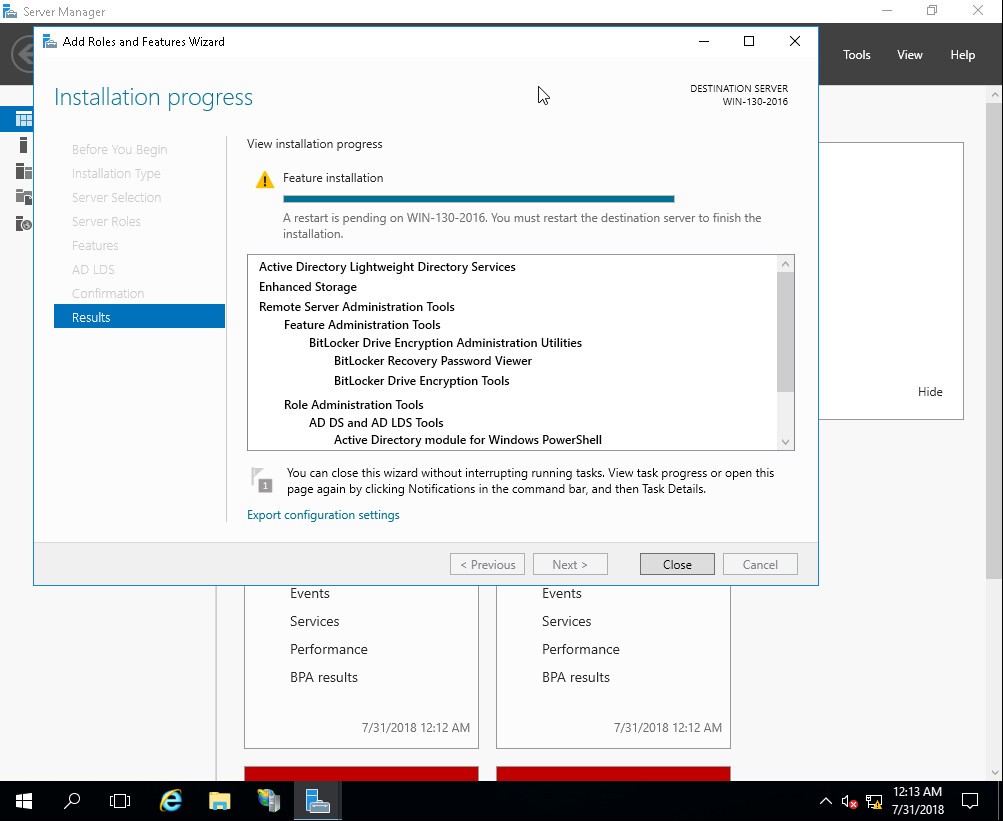 Server Manager
Add Roles and Features Wizard
Tools View Help
Installation progress
DESTINATION SERVER
WIN-130-2016
Before You Begin
Installation Type
Server Selection
Server Roles
Features
AD LDS
Confirmation
Results
View installation progress
Feature installation
A restart is pending on WIN-130-2016. You must restart the destination server to finish the
installation.
Active Directory Lightweight Directory Services
Enhanced Storage
Remote Server Administration Tools
Feature Administration Tools
BitLocker Drive Encryption Administration Utilities
BitLocker Recovery Password Viewer
BitLocker Drive Encryption Tools
Role Administration Tools
AD DS and AD LDS Tools
Active Directory module for Windows PowerShell
1
You can close this wizard without interrupting running tasks. View task progress or open this
page again by clicking Notifications in the command bar, and then Task Details.
Export configuration settings
< Previous Next > Close Cancel
Hide
Events
Services
Performance
BPA results
7/31/2018 12:12 AM
Events
Services
Performance
BPA results
7/31/2018 12:12 AM
12:13 AM
7/31/2018